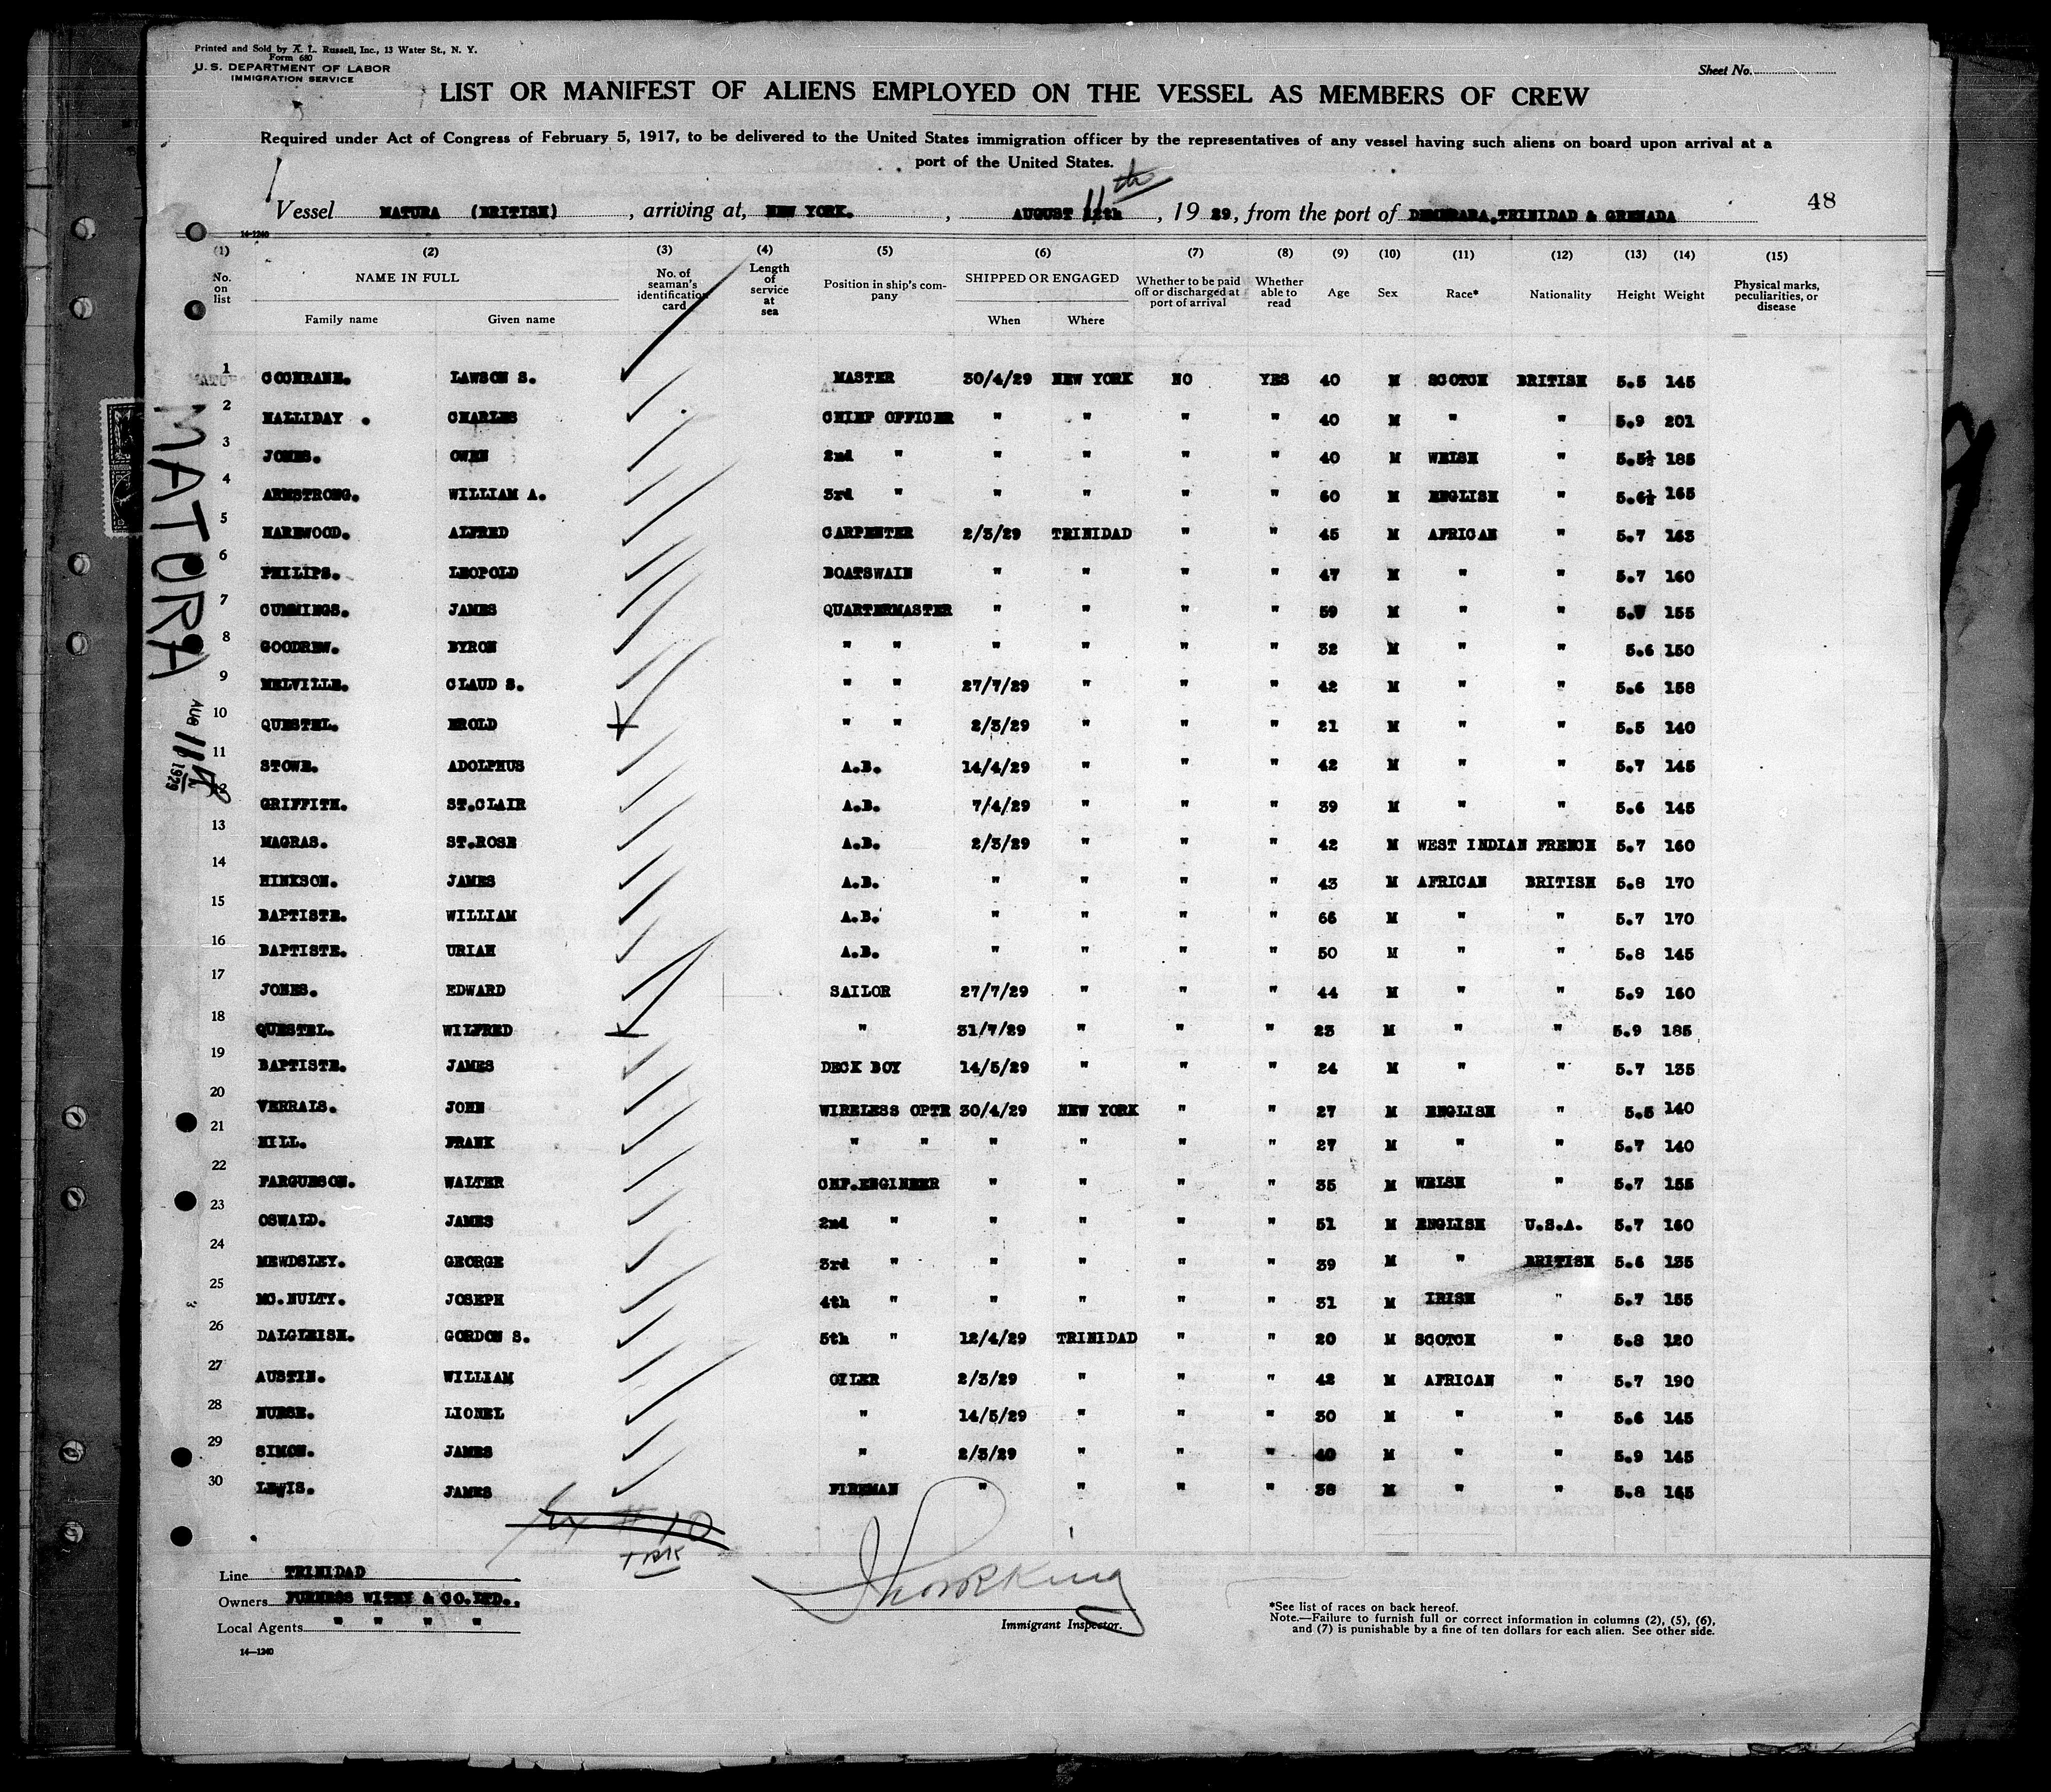 Printed and Sold by A. L. Russell, Inc., 13 Water St., N. Y.
Form 680
U. S. DEPARTMENT OF LABOR
IMMIGRATION SERVICE
Sheet No.
LIST OR MANIFEST OF ALIENS EMPLOYED ON THE VESSEL AS MEMBERS OF CREW
Required under Act of Congress of February 5, 1917, to be delivered to the United States immigration officer by the representatives of any vessel having such aliens on board upon arrival at a
port of the United States.
Vessel MATURA (BRITISH), arriving at, NEW YORK., AUGUST 11th, 19 29, from the port of DEMERARA, TRINIDAD & GRENADA
48
14-1240
(1) (2) (3) (4) (5) (6) (7) (8) (9) (10) (11) (12) (13) (14) (15)
No. on list
NAME IN FULL
Family name Given name
No. of seaman's identification card
Length of service at sea
Position in ship's company
SHIPPED OR ENGAGED
When Where
Whether to be paid off or discharged at port of arrival
Whether able to read
Age Sex Race* Nationality Height Weight
Physical marks, peculiarities, or disease
1 COCHRANE. LAWSON S. MASTER 30/4/29 NEW YORK NO YES 40 M SCOTCH BRITISH 5.5 145
2 HALLIDAY . CHARLES CHIEF OFFICER " " " " 40 M " " 5.9 201
3 JONES. OWEN 2nd " " " " " 40 M WELSH " 5.5½ 185
4 ARMSTRONG. WILLIAM A. 3rd " " " " " 60 M ENGLISH " 5.6½ 165
5 HAREWOOD. ALFRED CARPENTER 2/3/29 TRINIDAD " " 45 M AFRICAN " 5.7 163
6 PHILIPS. LEOPOLD BOATSWAIN " " " " 47 M " " 5.7 160
7 CUMMINGS. JAMES QUARTERMASTER " " " " 59 M " " 5.7 155
8 GOODREW. BYRON " " " " " " 32 M " " 5.6 150
9 MELVILLE. CLAUD S. " " 27/7/29 " " " 42 M " " 5.6 158
10 QUESTEL. EROLD " " 2/3/29 " " " 21 M " " 5.5 140
11 STOWE. ADOLPHUS A.B. 14/4/29 " " " 42 M " " 5.7 145
12 GRIFFITH. ST.CLAIR A.B. 7/4/29 " " " 39 M " " 5.6 145
13 MAGRAS. ST.ROSE A.B. 2/3/29 " " " 42 M WEST INDIAN FRENCH 5.7 160
14 HINKSON. JAMES A.B. " " " " 43 M AFRICAN BRITISH 5.8 170
15 BAPTISTE. WILLIAM A.B. " " " " 66 M " " 5.7 170
16 BAPTISTE. URIAH A.B. " " " " 50 M " " 5.8 145
17 JONES. EDWARD SAILOR 27/7/29 " " " 44 M " " 5.9 160
18 QUESTEL. WILFRED " 31/7/29 " " " 23 M " " 5.9 185
19 BAPTISTE. JAMES DECK BOY 14/5/29 " " " 24 M " " 5.7 135
20 VERRALS. JOHN WIRELESS OPTR 30/4/29 NEW YORK " " 27 M ENGLISH " 5.5 140
21 HILL. FRANK " " " " " " 27 M " " 5.7 140
22 FARGUESON. WALTER CHF.ENGINEER " " " " 35 M WELSH " 5.7 155
23 OSWALD. JAMES 2nd " " " " " 51 M ENGLISH U.S.A. 5.7 160
24 MEWDSLEY. GEORGE 3rd " " " " " 39 M " BRITISH 5.6 135
25 MC.NULTY. JOSEPH 4th " " " " " 31 M IRISH " 5.7 155
26 DALGLEISH. GORDON S. 5th " 12/4/29 TRINIDAD " " 20 M SCOTCH " 5.8 120
27 AUSTIN. WILLIAM OILER 2/3/29 " " " 42 M AFRICAN " 5.7 190
28 NURSE. LIONEL " 14/5/29 " " " 30 M " " 5.6 145
29 SIMON. JAMES " 2/3/29 " " " 40 M " " 5.9 145
30 LEWIS. JAMES FIREMAN " " " " 38 M " " 5.8 165
MATURA
AUG 11th 1929
Line TRINIDAD
Owners FURNESS WITHY & CO.LTD..
Local Agents " " " "
14-1240
Immigrant Inspector.
*See list of races on back hereof.
Note.—Failure to furnish full or correct information in columns (2), (5), (6),
and (7) is punishable by a fine of ten dollars for each alien. See other side.